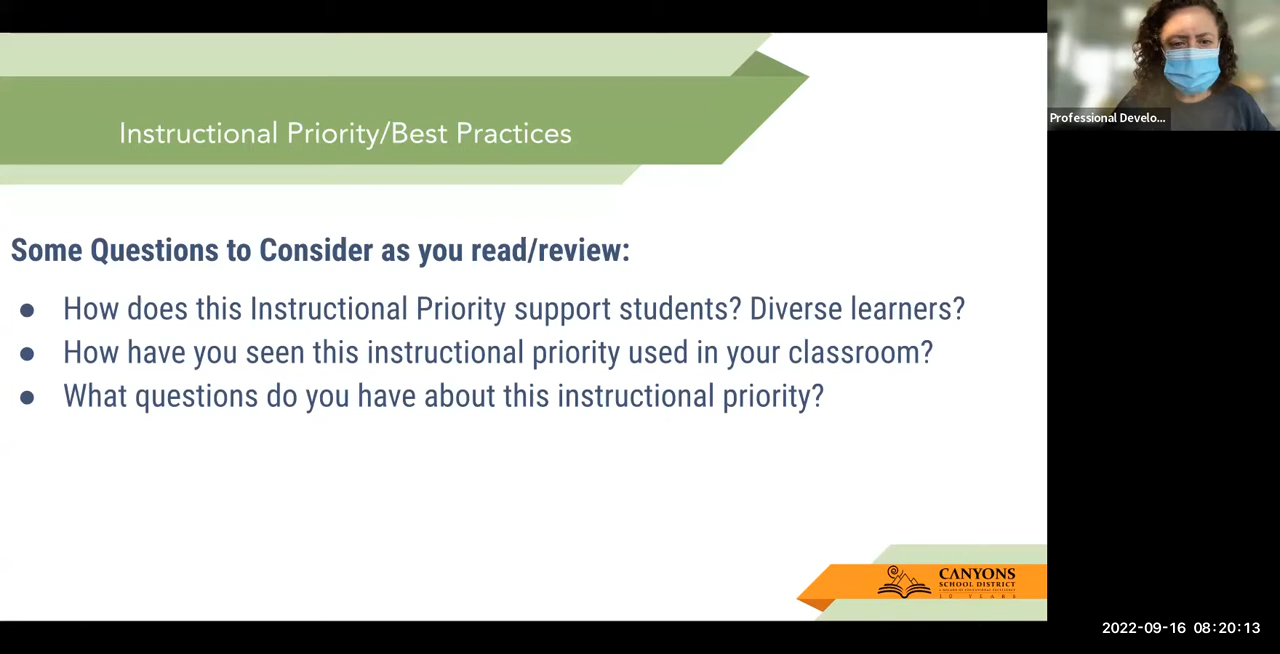 Instructional Priority/Best Practices
Professional Develo...
Some Questions to Consider as you read/review:
● How does this Instructional Priority support students? Diverse learners?
● How have you seen this instructional priority used in your classroom?
● What questions do you have about this instructional priority?
CANYONS
SCHOOL DISTRICT
10 YEARS
2022-09-16 08:20:13